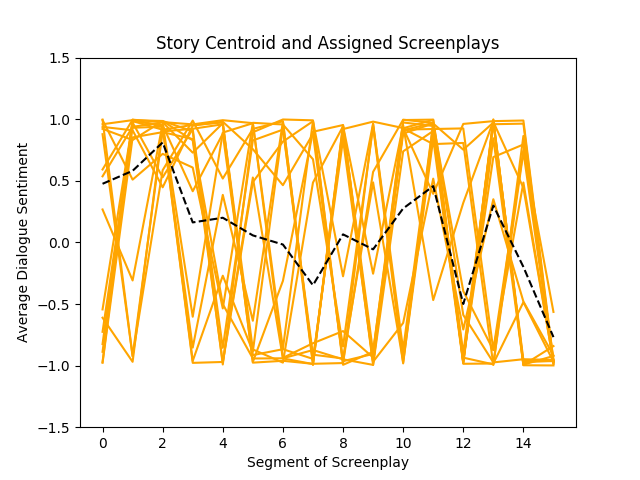 Story Centroid and Assigned Screenplays
1.5
1.0
0.5
0.0
−0.5
−1.0
−1.5
Average Dialogue Sentiment
0 2 4 6 8 10 12 14
Segment of Screenplay